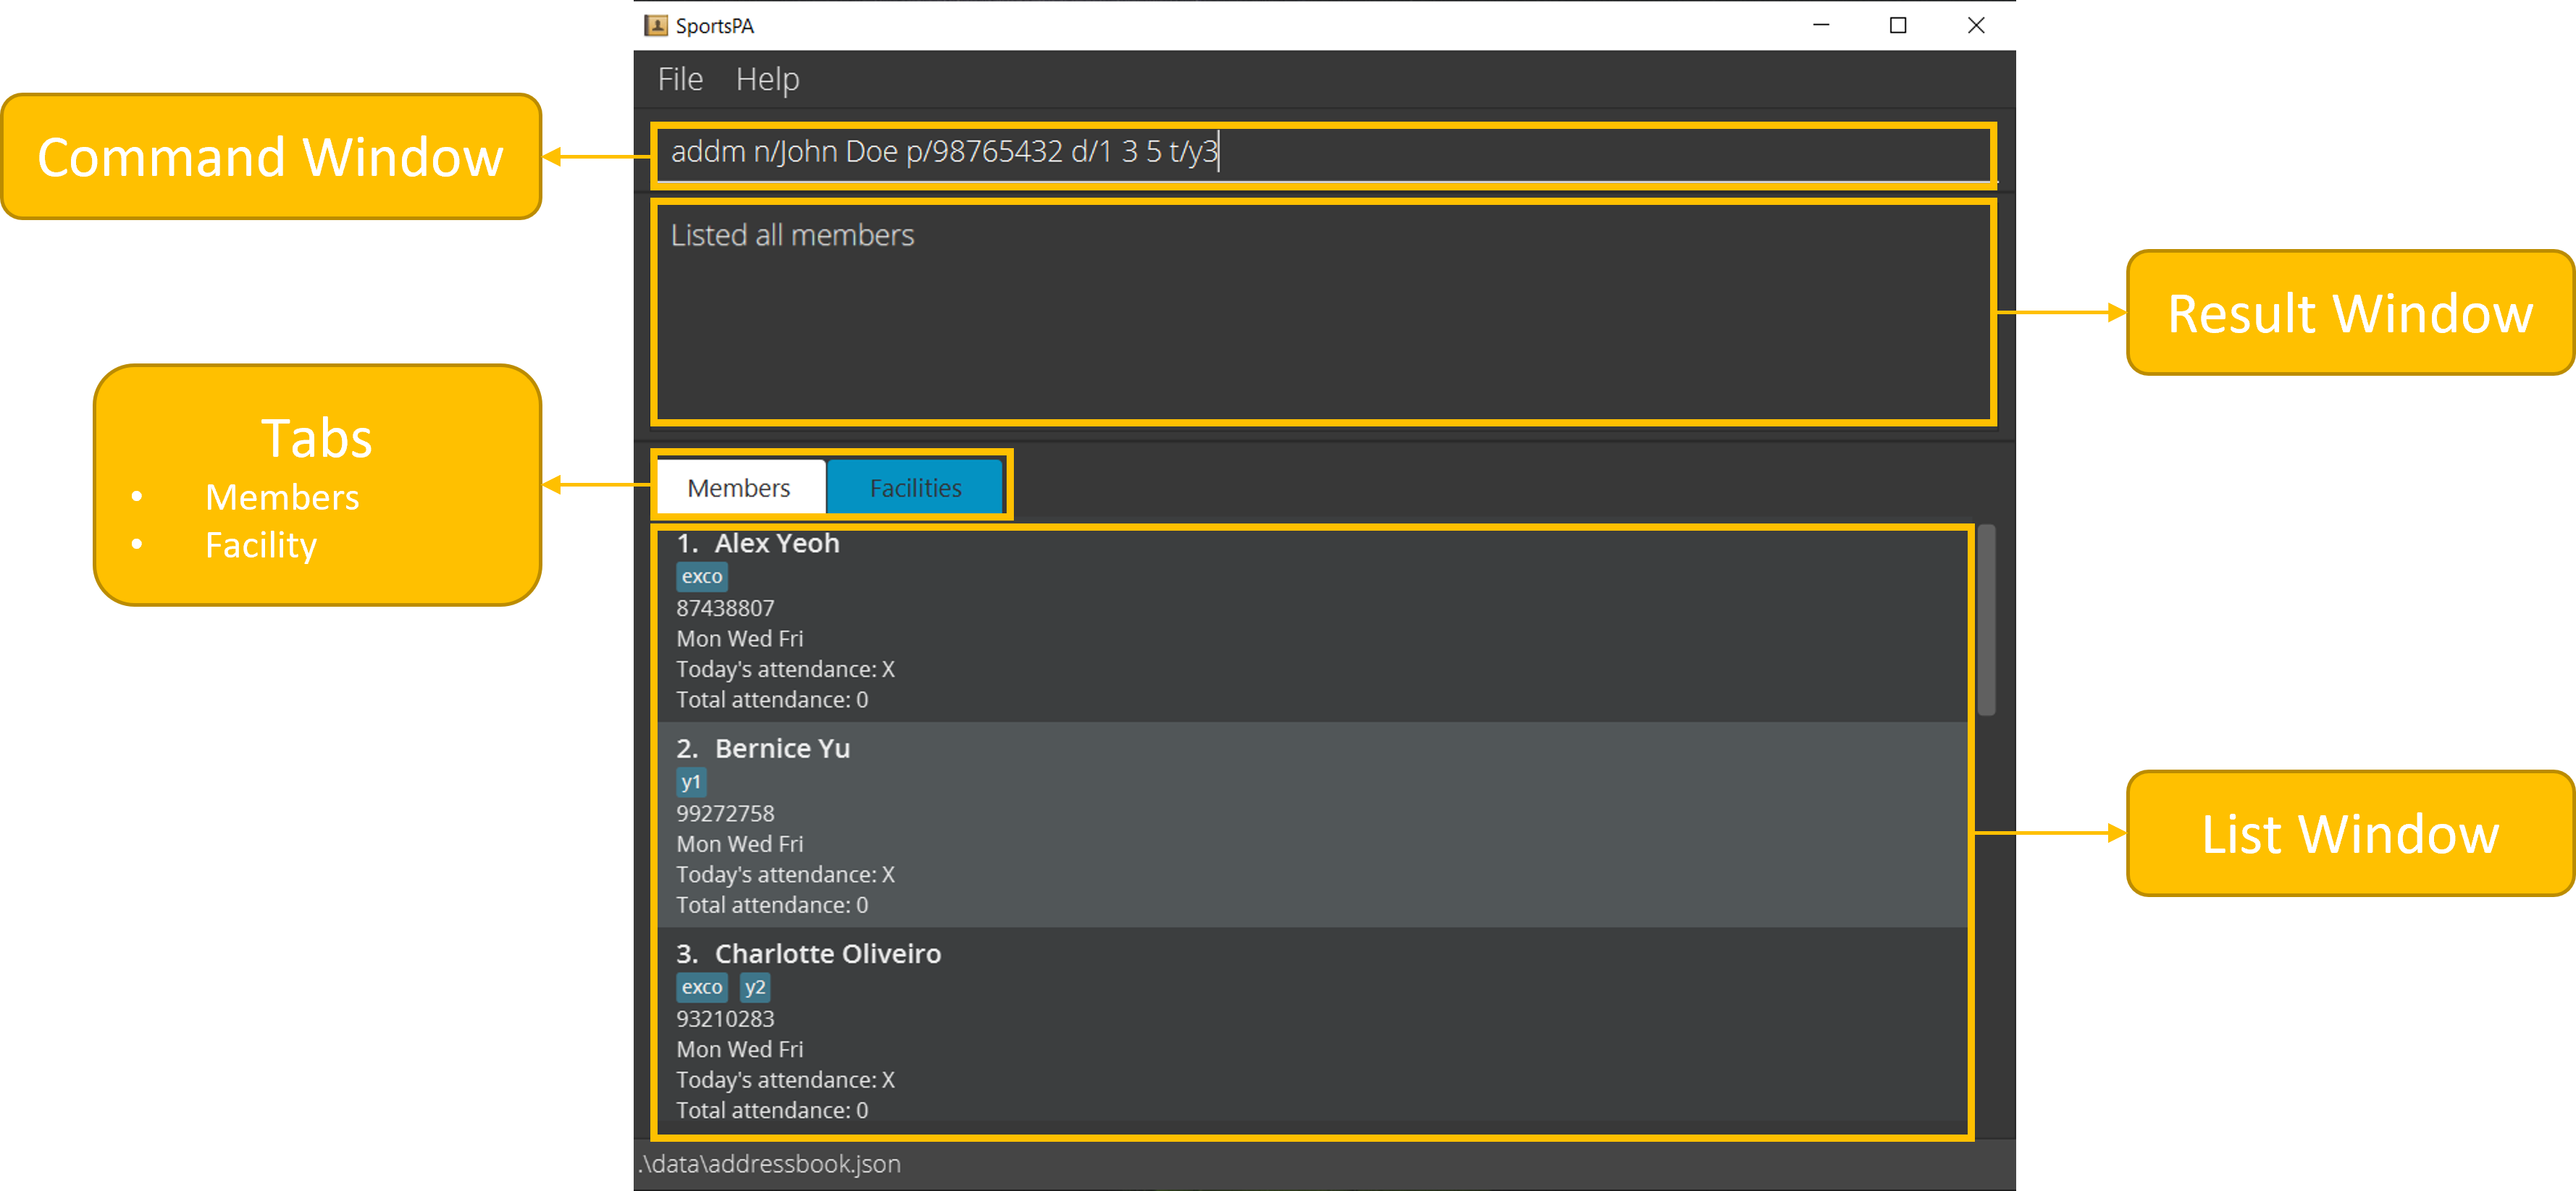 SportsPA
File Help
Command Window
addm n/John Doe p/98765432 d/1 3 5 t/y3
Listed all members
Result Window
Tabs
• Members
• Facility
Members Facilities
1. Alex Yeoh
exco
87438807
Mon Wed Fri
Today's attendance: X
Total attendance: 0
2. Bernice Yu
y1
99272758
Mon Wed Fri
Today's attendance: X
Total attendance: 0
List Window
3. Charlotte Oliveiro
exco y2
93210283
Mon Wed Fri
Today's attendance: X
Total attendance: 0
.\data\addressbook.json